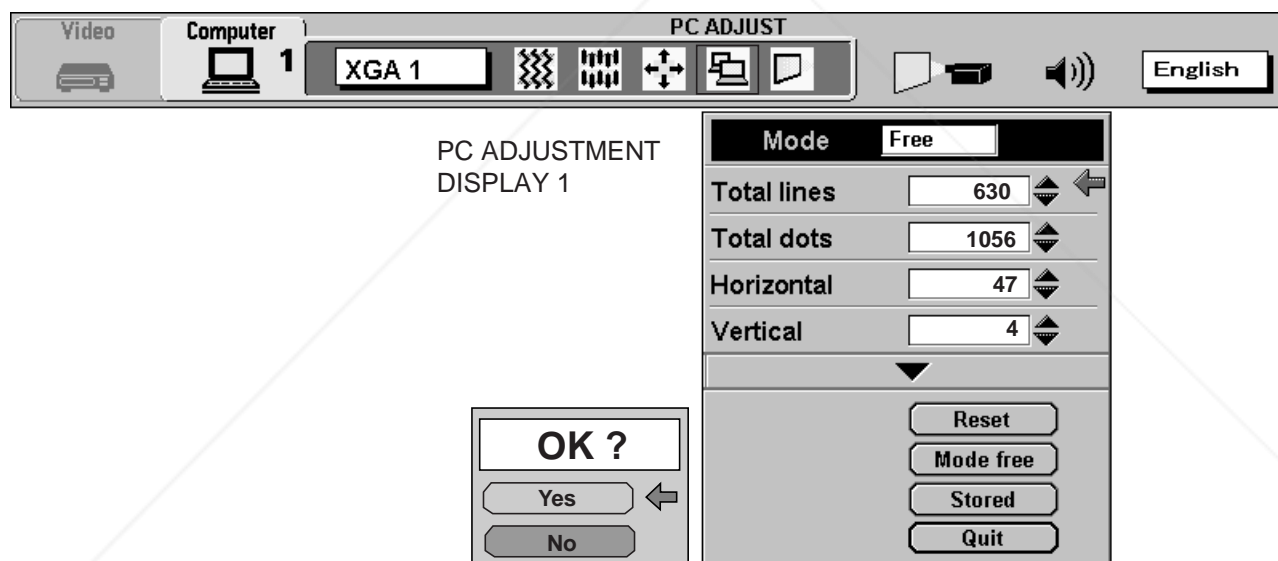 PC ADJUST
Video
Computer
1
XGA 1
English
PC ADJUSTMENT
DISPLAY 1
Mode Free
Total lines 630
Total dots 1056
Horizontal 47
Vertical 4
Reset
Mode free
Stored
Quit
OK ?
Yes
No